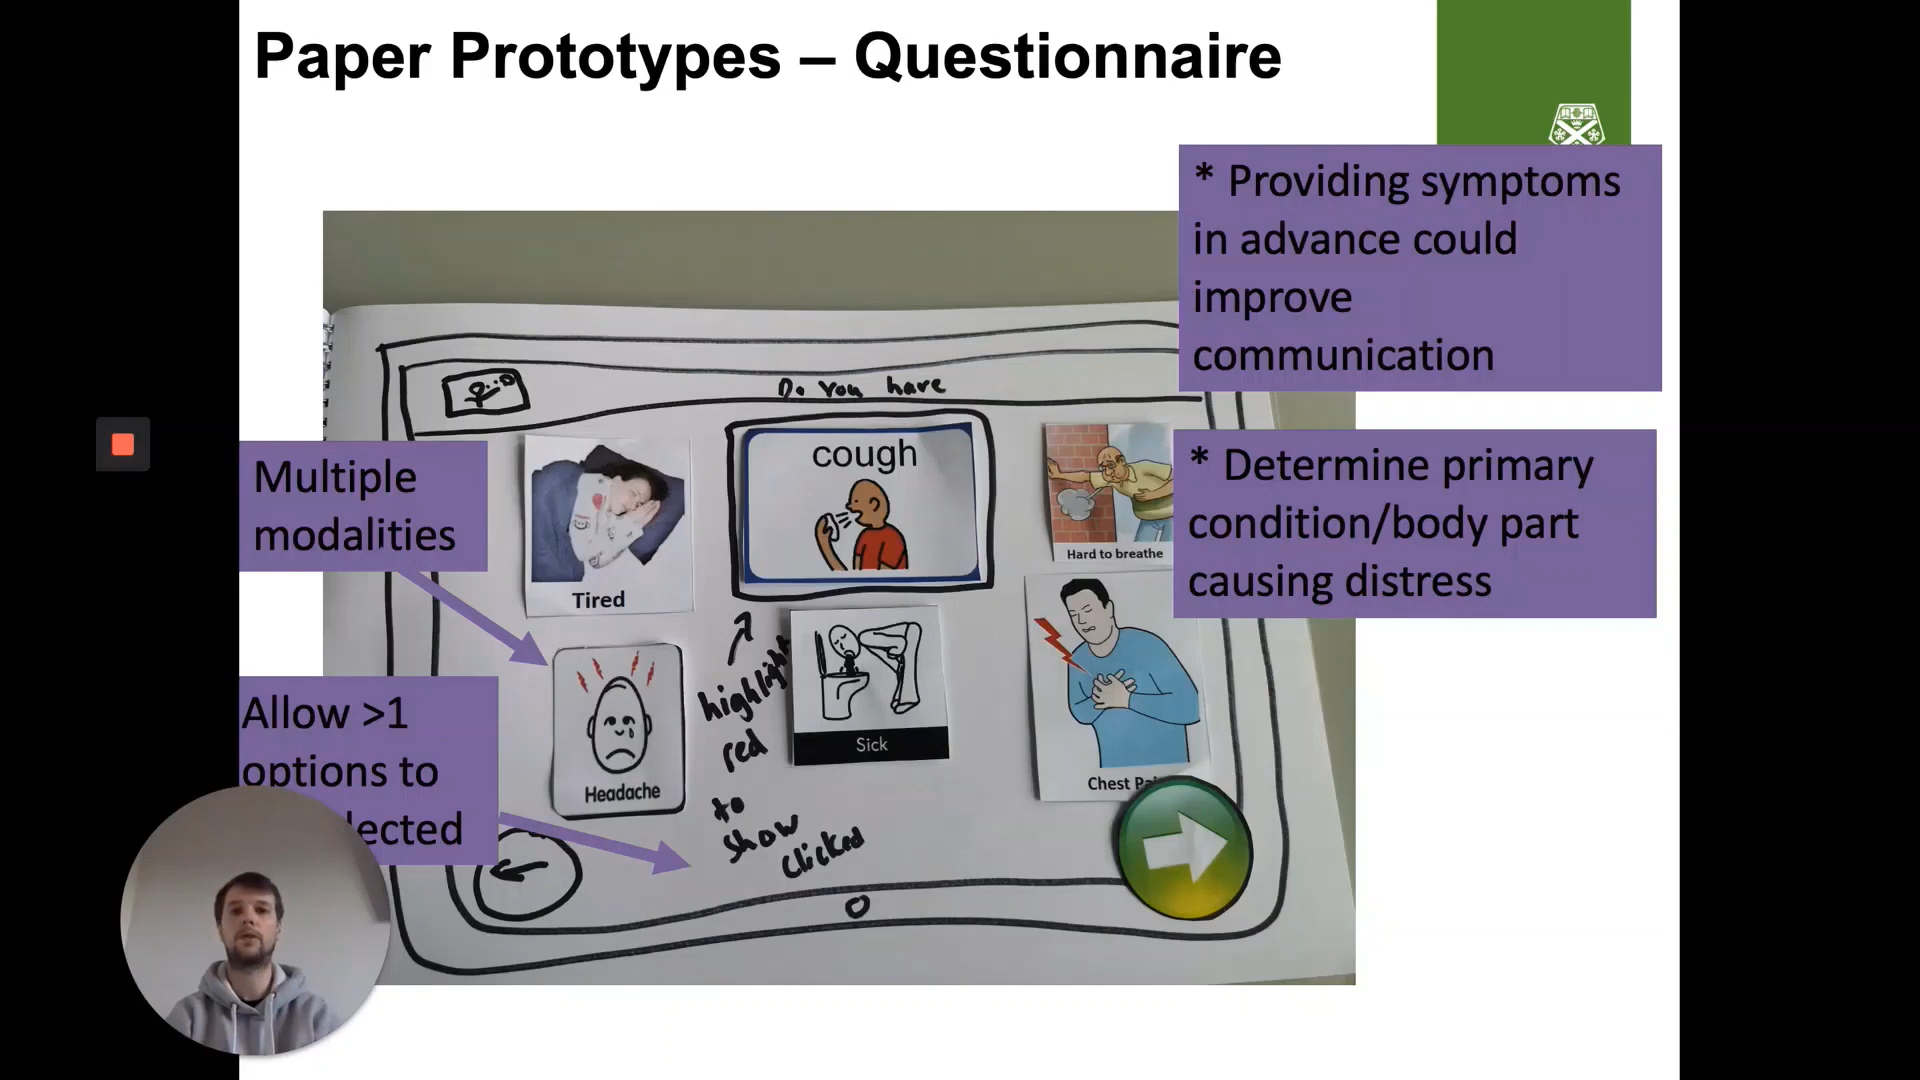 Paper Prototypes – Questionnaire
* Providing symptoms
in advance could
improve
communication
* Determine primary
condition/body part
causing distress
Multiple
modalities
Allow >1
options to
lected
Do you have
Tired
cough
Hard to breathe
Headache
Sick
Chest
highlight
red
to
show
clicked